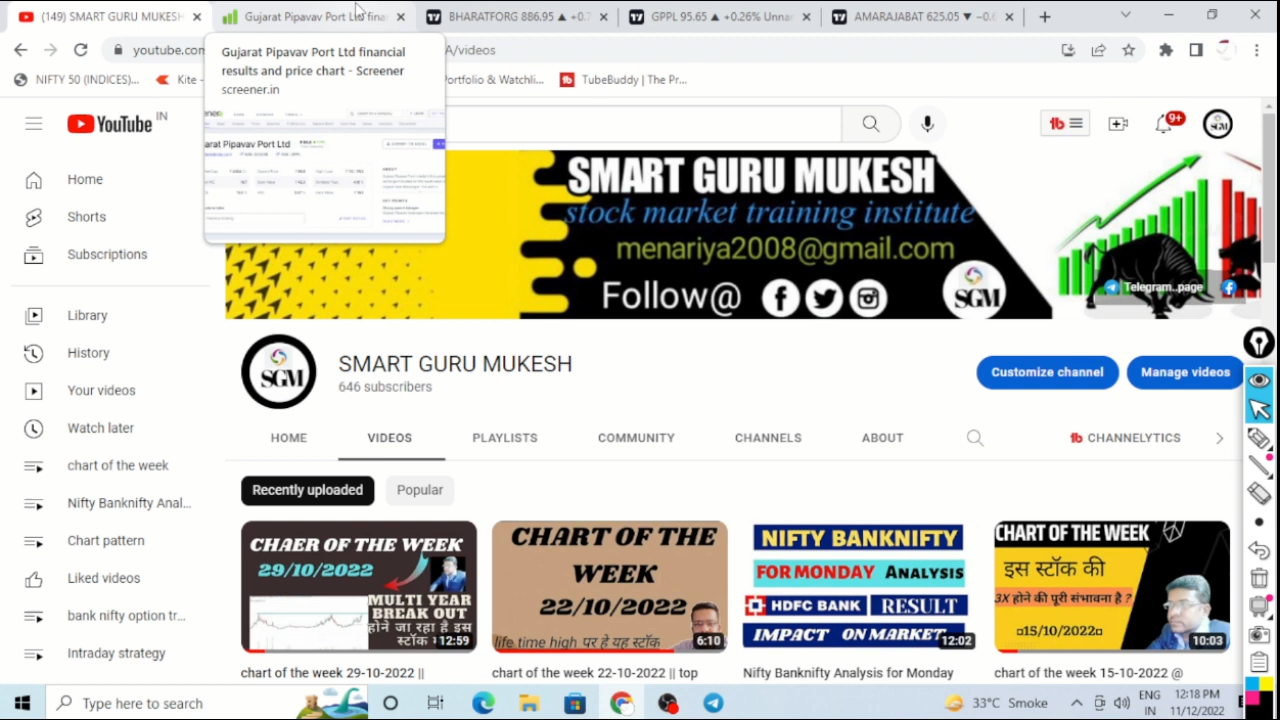 (149) SMART GURU MUKESH
Gujarat Pipavav Port Ltd fina
BHARATFORG 886.95 ▲ +0.
GPPL 95.65 ▲ +0.26% Unna
AMARAJABAT 625.05 ▼
youtube.com
A/videos
NIFTY 50 (INDICES)...
Kite -
Portfolio & Watchli...
TubeBuddy | The Pr...
Gujarat Pipavav Port Ltd financial
results and price chart - Screener
screener.in
arat Pipavav Port Ltd
YouTube IN
9+
SGM
Home
Shorts
Subscriptions
Library
History
Your videos
Watch later
chart of the week
Nifty Banknifty Anal...
Chart pattern
Liked videos
bank nifty option tr...
Intraday strategy
SMART GURU MUKESH
stock market training institute
menariya2008@gmail.com
Follow@
SGM
Telegram..page
SGM
SMART GURU MUKESH
646 subscribers
Customize channel
Manage videos
HOME
VIDEOS
PLAYLISTS
COMMUNITY
CHANNELS
ABOUT
CHANNELYTICS
Recently uploaded
Popular
CHAER OF THE WEEK
29/10/2022
MULTI YEAR
BREAK OUT
होने जा रहा है इस
स्टॉक
12:59
CHART OF THE
WEEK
22/10/2022
life time high पर हे यह स्टॉक
6:10
NIFTY BANKNIFTY
FOR MONDAY ANALYSIS
HDFC BANK RESULT
IMPACT ON MARKET
12:02
CHART OF THE WEEK
इस स्टॉक की
3X होने की पूरी संभावना है ?
15/10/2022
10:03
chart of the week 29-10-2022 ||
chart of the week 22-10-2022 || top
Nifty Banknifty Analysis for Monday
chart of the week 15-10-2022 @
Type here to search
33°C Smoke
ENG
IN
12:18 PM
11/12/2022